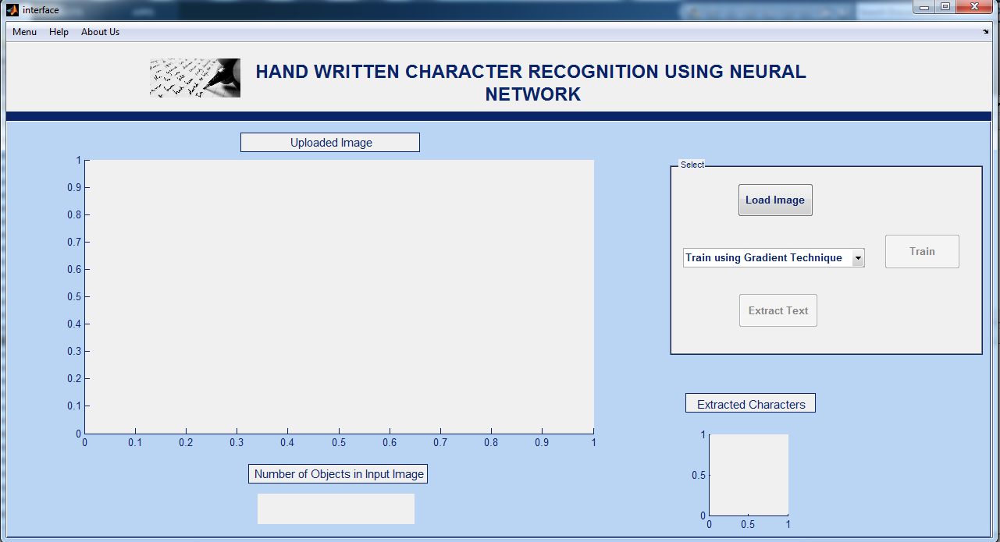 interface
Menu Help About Us
HAND WRITTEN CHARACTER RECOGNITION USING NEURAL
NETWORK
Uploaded Image
1
0.9
0.8
0.7
0.6
0.5
0.4
0.3
0.2
0.1
0
0 0.1 0.2 0.3 0.4 0.5 0.6 0.7 0.8 0.9 1
Number of Objects in Input Image
Select
Load Image
Train using Gradient Technique
Train
Extract Text
Extracted Characters
1
0.5
0
0 0.5 1